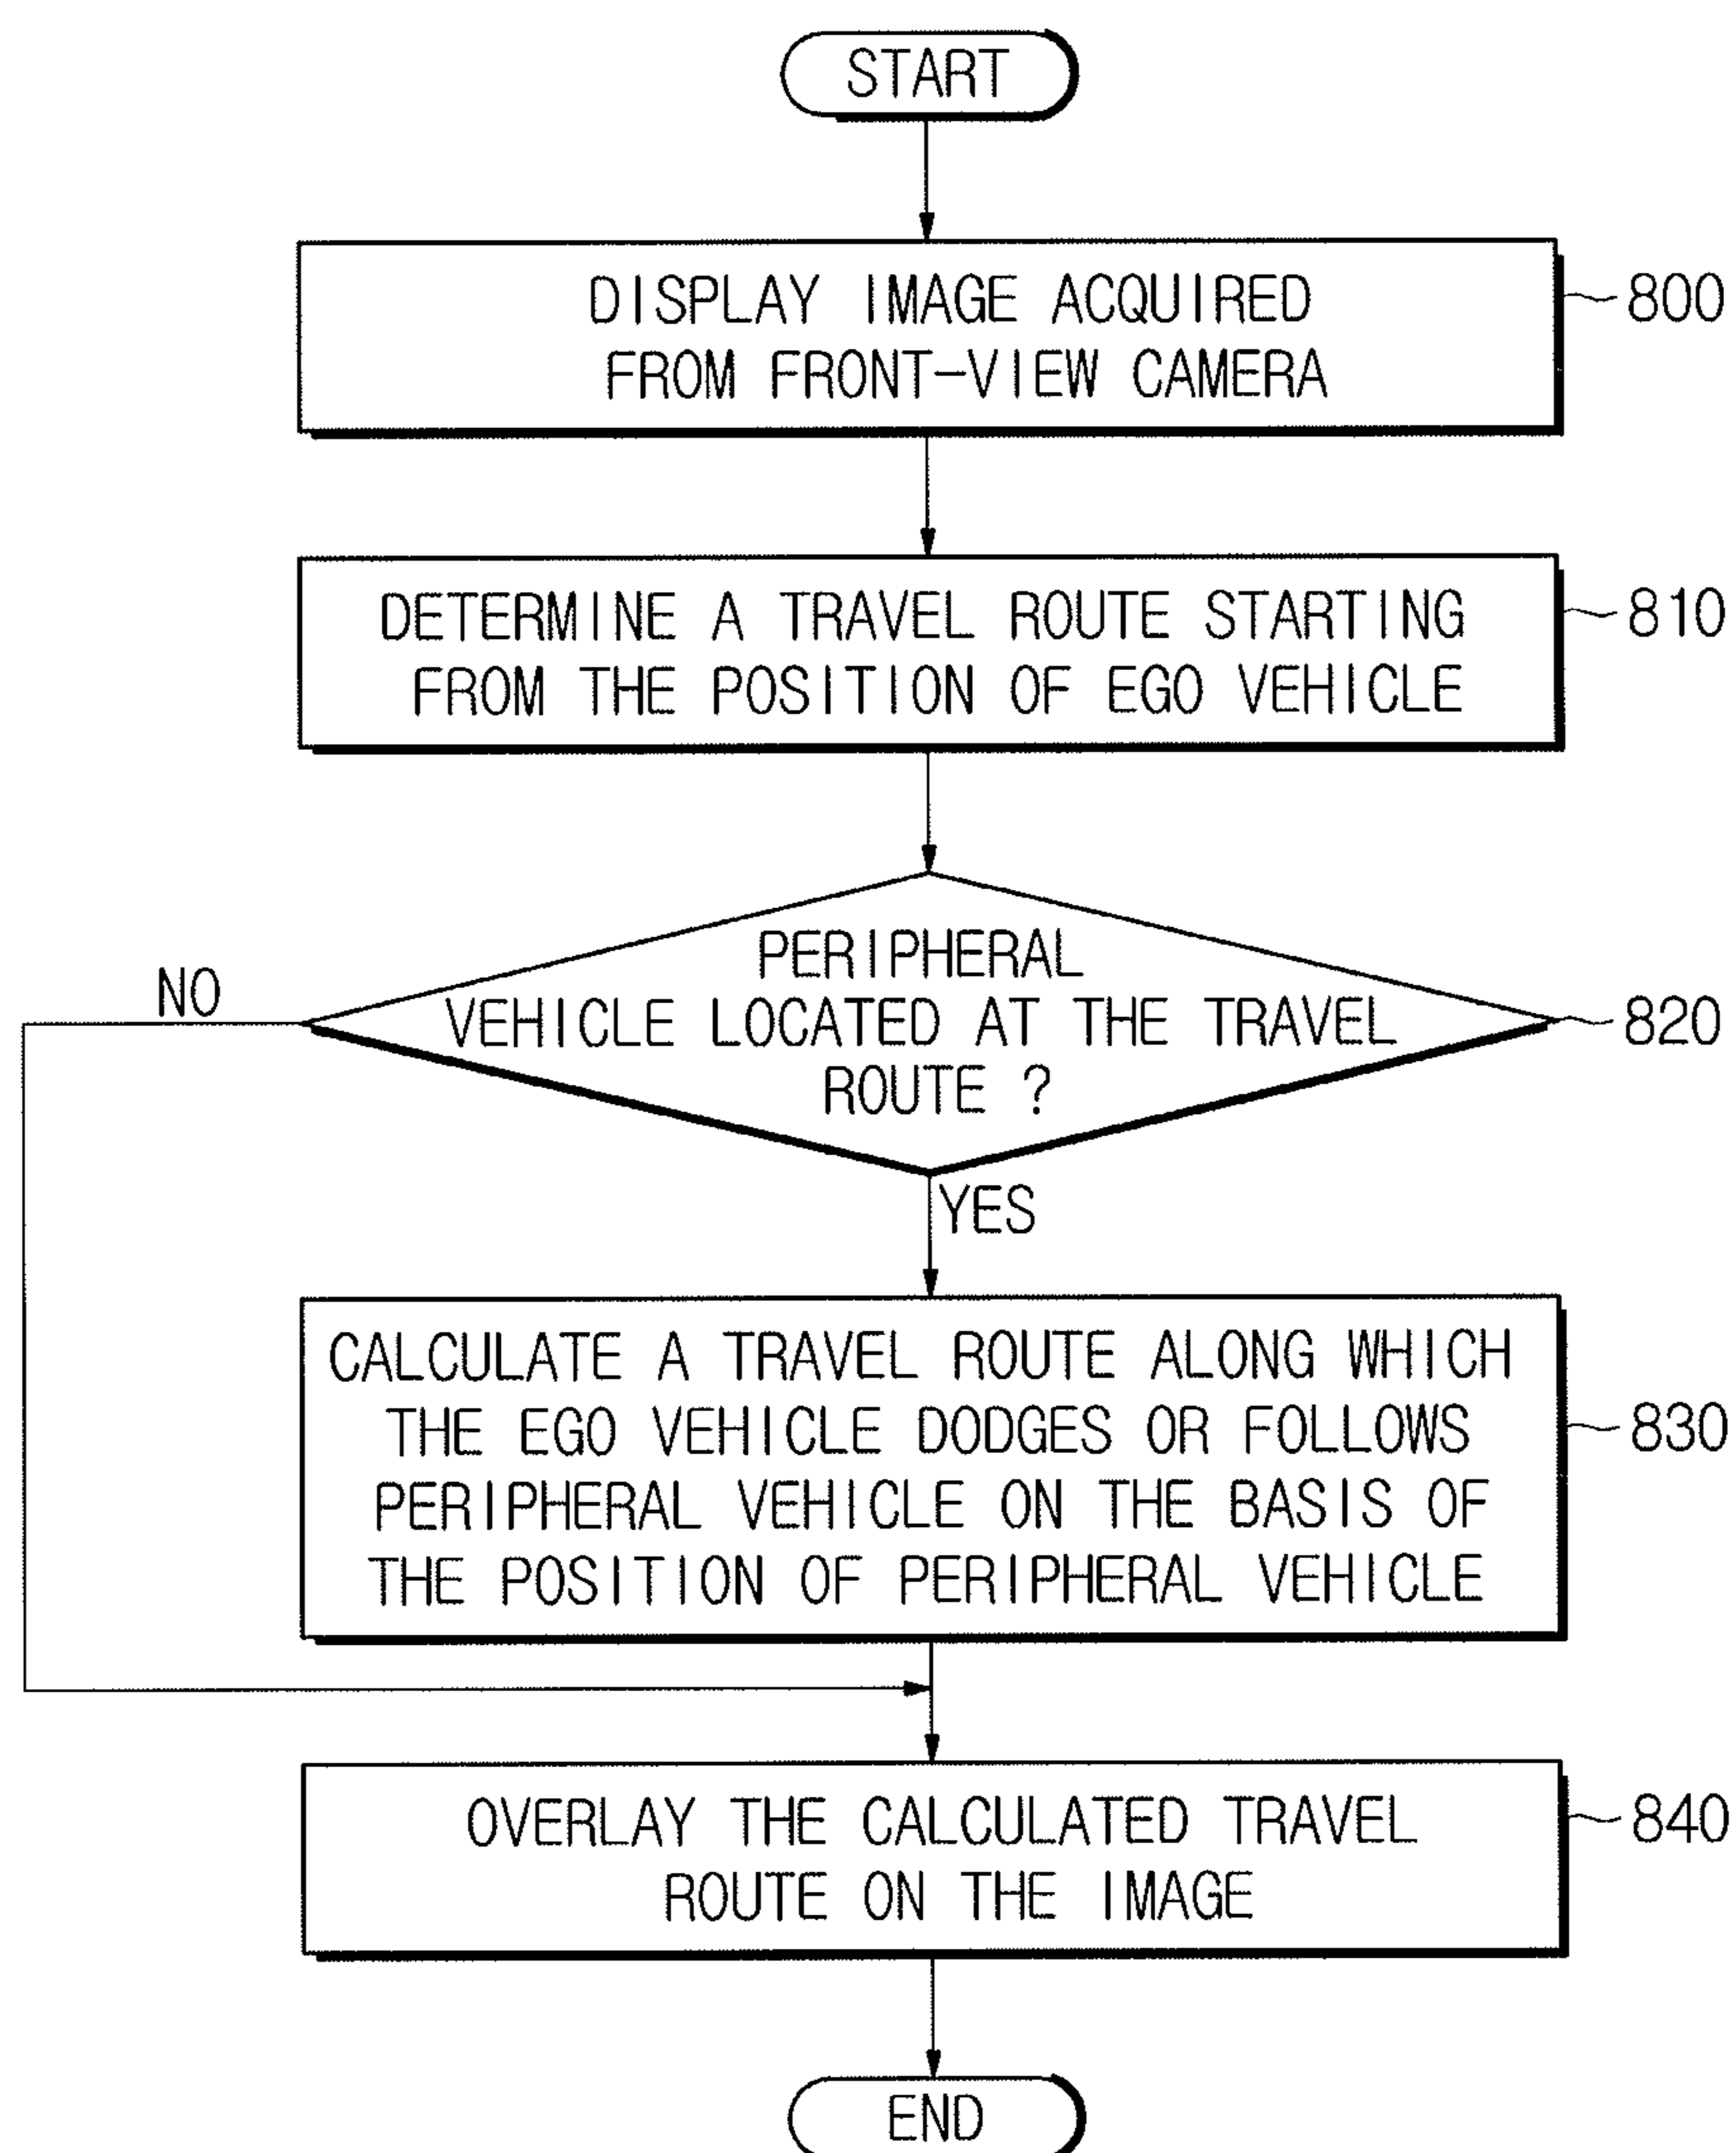 START
DISPLAY IMAGE ACQUIRED
FROM FRONT-VIEW CAMERA
800
DETERMINE A TRAVEL ROUTE STARTING
FROM THE POSITION OF EGO VEHICLE
810
PERIPHERAL
VEHICLE LOCATED AT THE TRAVEL
ROUTE ?
820
NO
YES
CALCULATE A TRAVEL ROUTE ALONG WHICH
THE EGO VEHICLE DODGES OR FOLLOWS
PERIPHERAL VEHICLE ON THE BASIS OF
THE POSITION OF PERIPHERAL VEHICLE
830
OVERLAY THE CALCULATED TRAVEL
ROUTE ON THE IMAGE
840
END